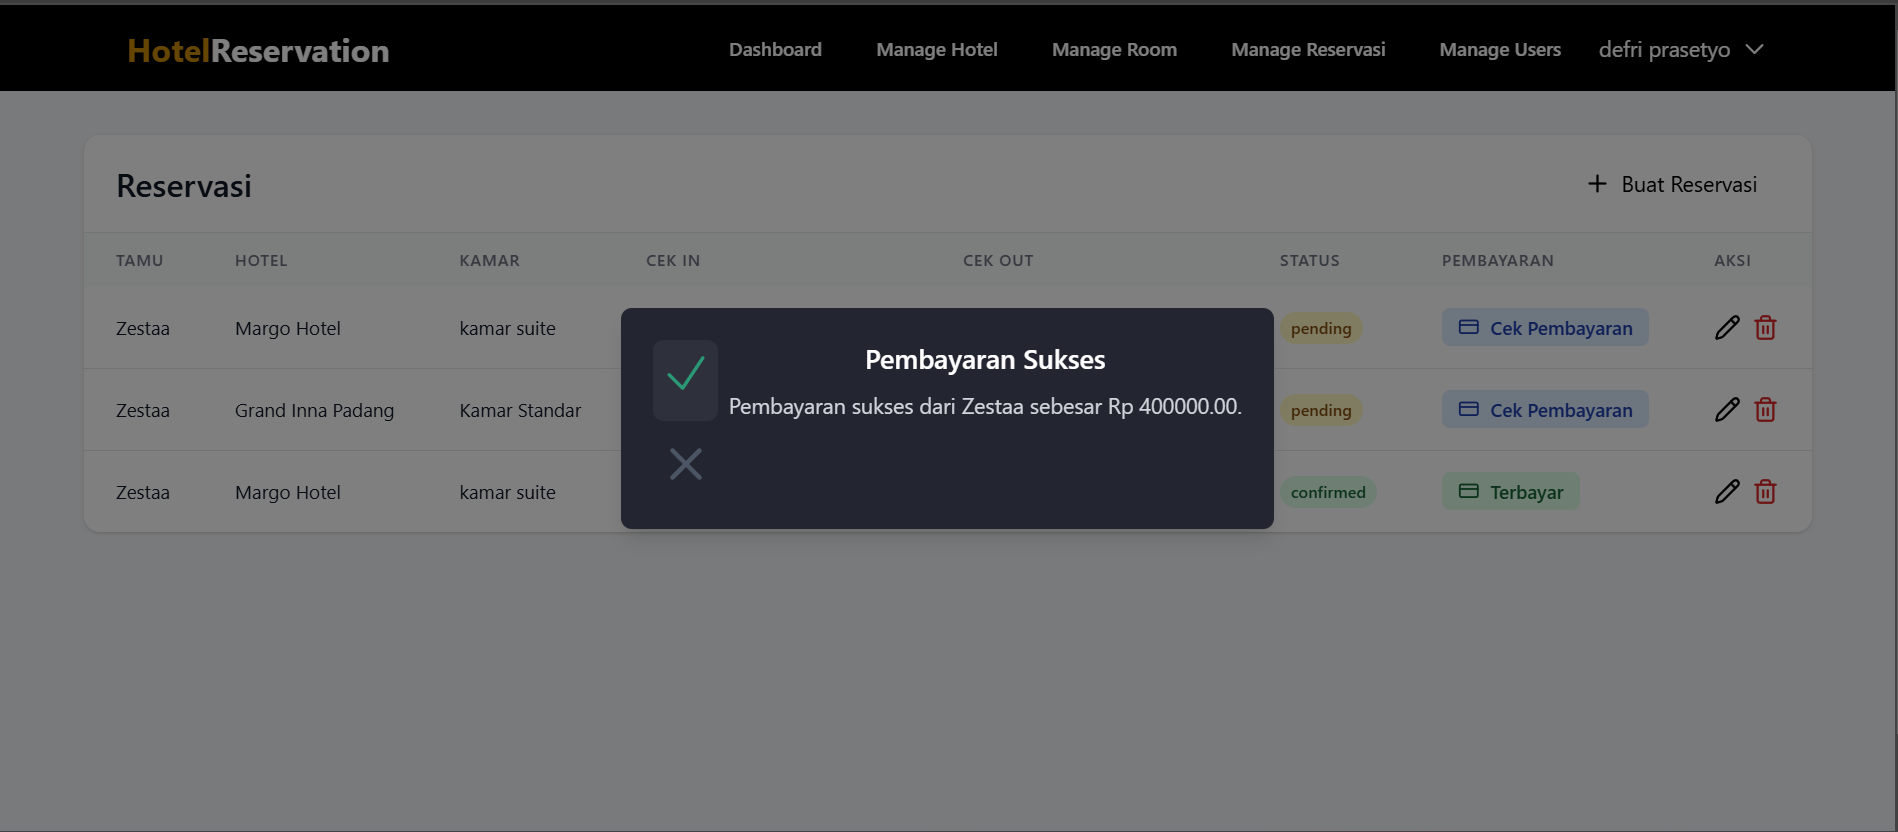 HotelReservation Dashboard Manage Hotel Manage Room Manage Reservasi Manage Users defri prasetyo
Reservasi
Buat Reservasi
TAMU HOTEL KAMAR CEK IN CEK OUT STATUS PEMBAYARAN AKSI
Zestaa Margo Hotel kamar suite pending Cek Pembayaran
Zestaa Grand Inna Padang Kamar Standar pending Cek Pembayaran
Zestaa Margo Hotel kamar suite confirmed Terbayar
Pembayaran Sukses
Pembayaran sukses dari Zestaa sebesar Rp 400000.00.